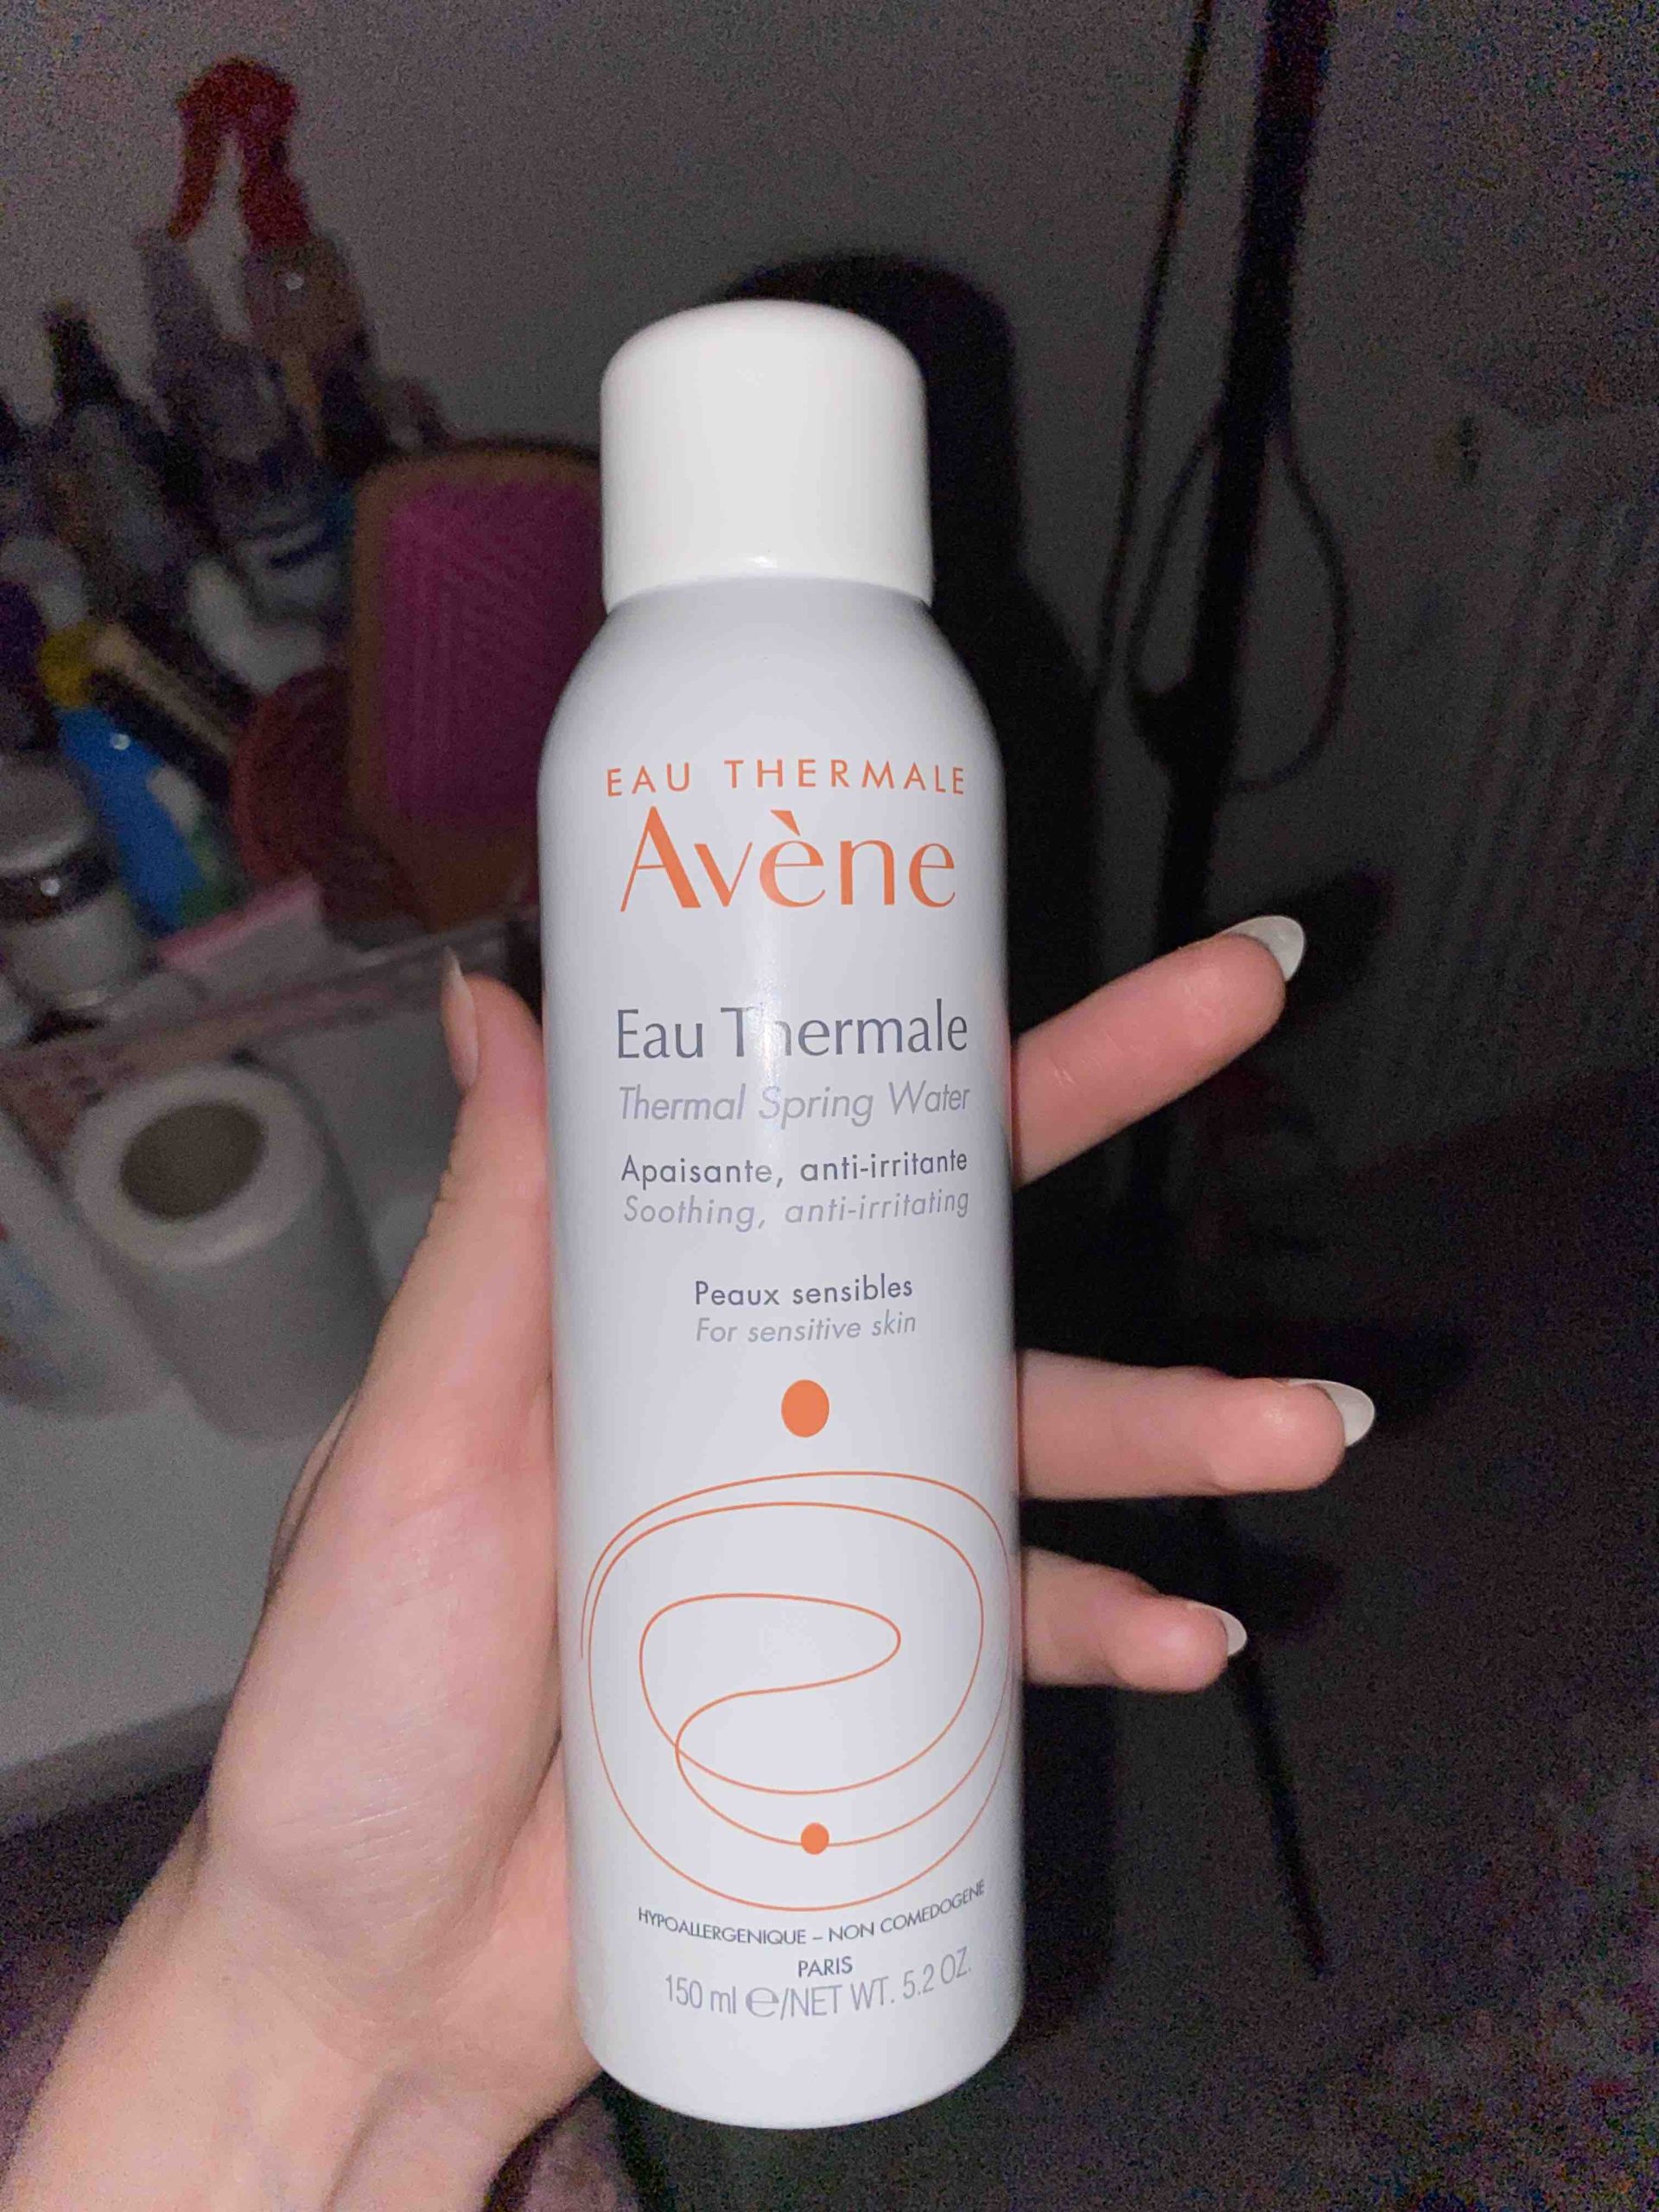 EAU THERMALE
Avène
Eau Thermale
Thermal Spring Water
Apaisante, anti-irritante
Soothing, anti-irritating
Peaux sensibles
For sensitive skin
HYPOALLERGENIQUE – NON COMEDOGENE
PARIS
150 ml ℮/NET WT. 5.2 OZ.